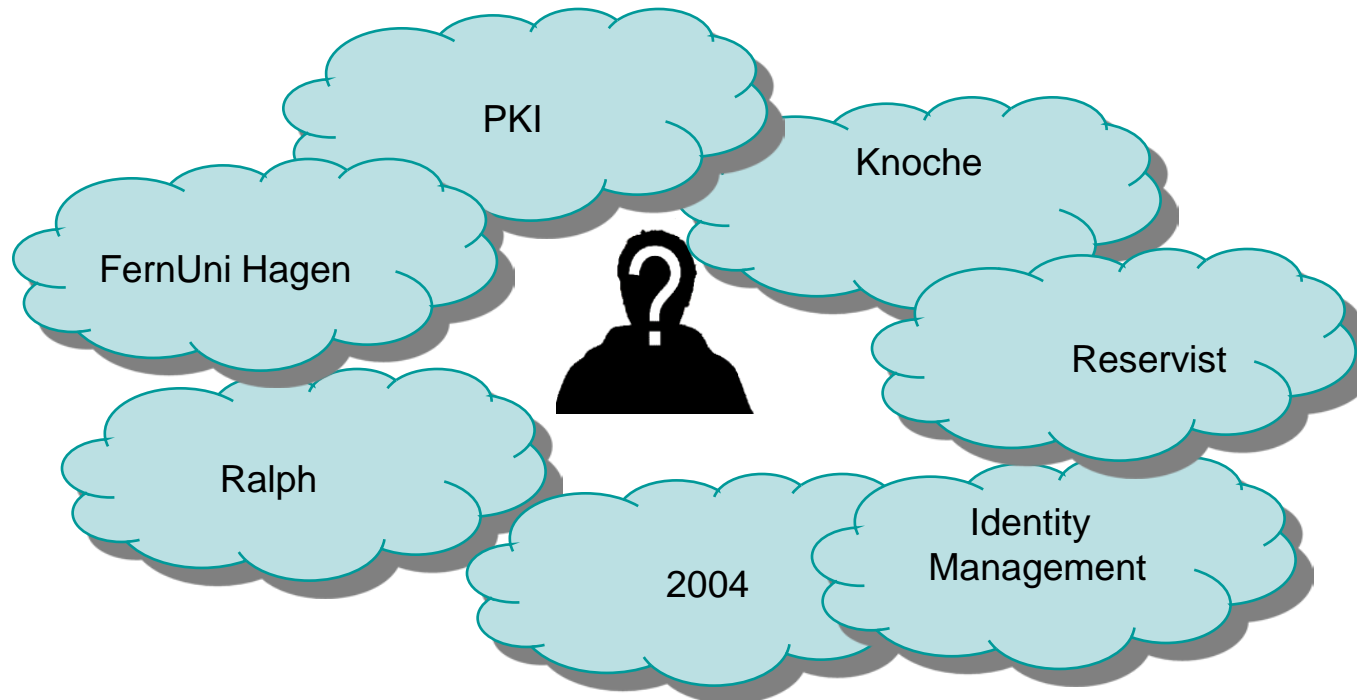 PKI
Knoche
FernUni Hagen
?
Reservist
Ralph
Identity
Management
2004